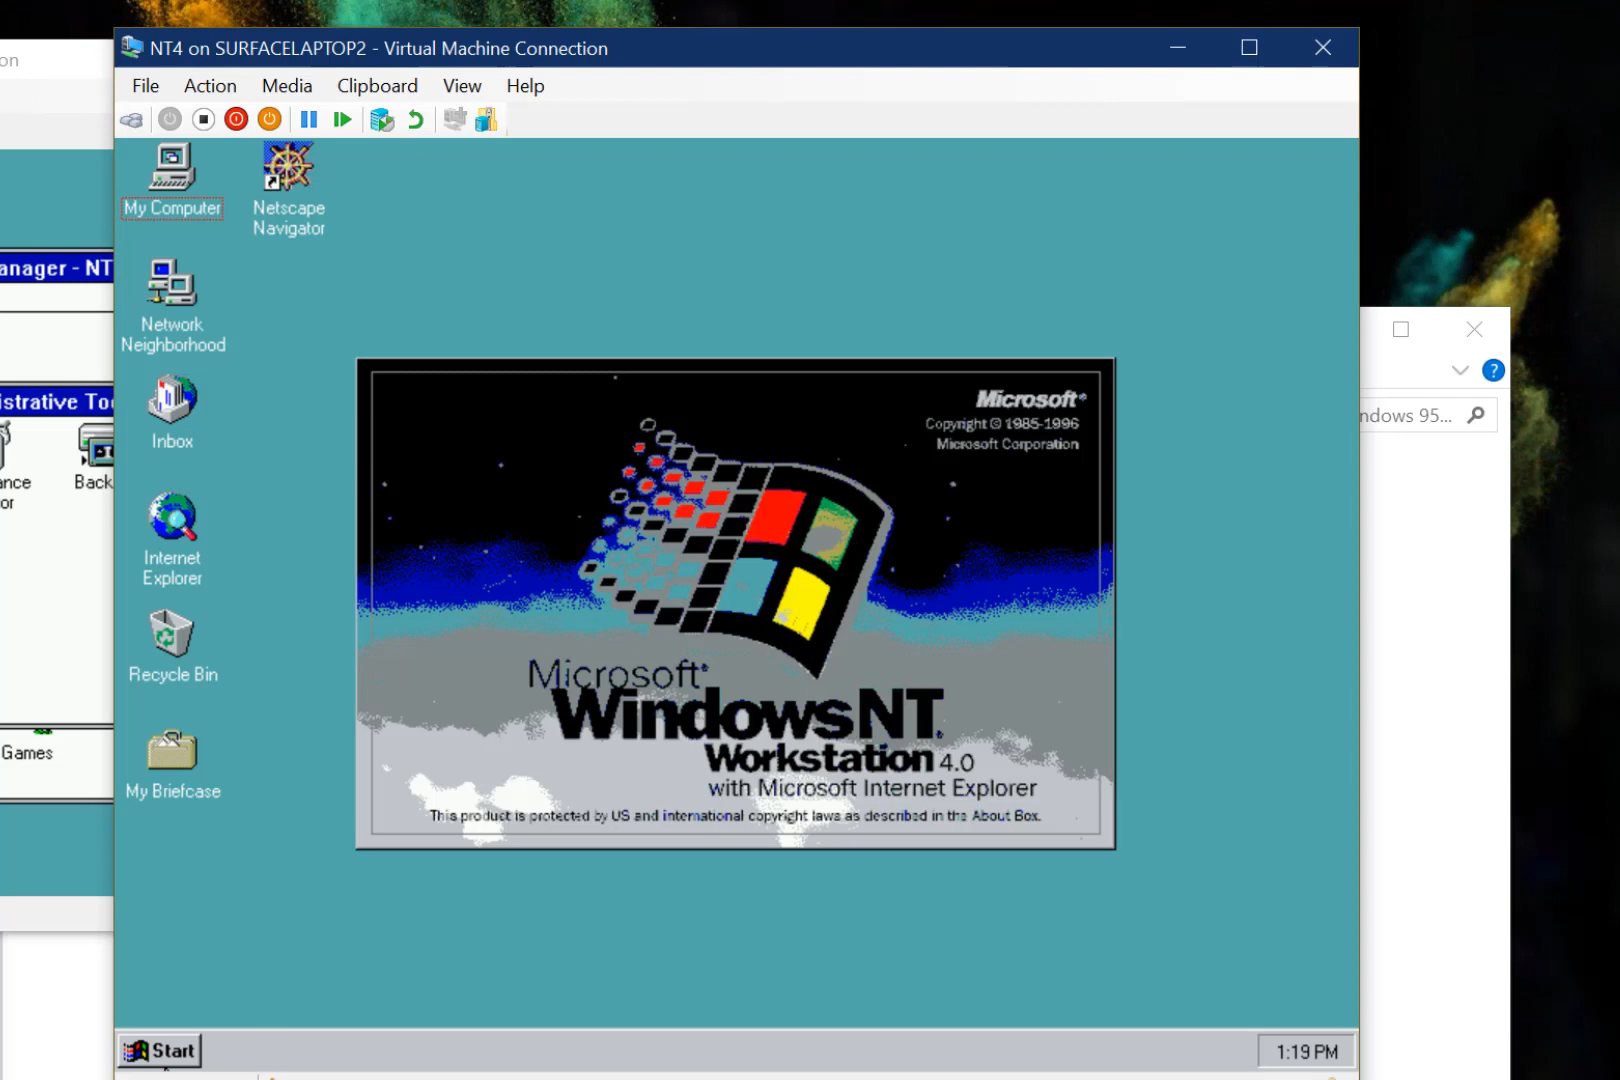 on
NT4 on SURFACELAPTOP2 - Virtual Machine Connection
File Action Media Clipboard View Help
My Computer
Netscape
Navigator
Network
Neighborhood
Inbox
Internet
Explorer
Recycle Bin
My Briefcase
anager - NT
istrative Too
ance
or
Back
Games
Microsoft®
Copyright © 1985-1996
Microsoft Corporation
Microsoft®
Windows NT®
Workstation 4.0
with Microsoft Internet Explorer
This product is protected by US and international copyright laws as described in the About Box.
?
ndows 95...
Start
1:19 PM